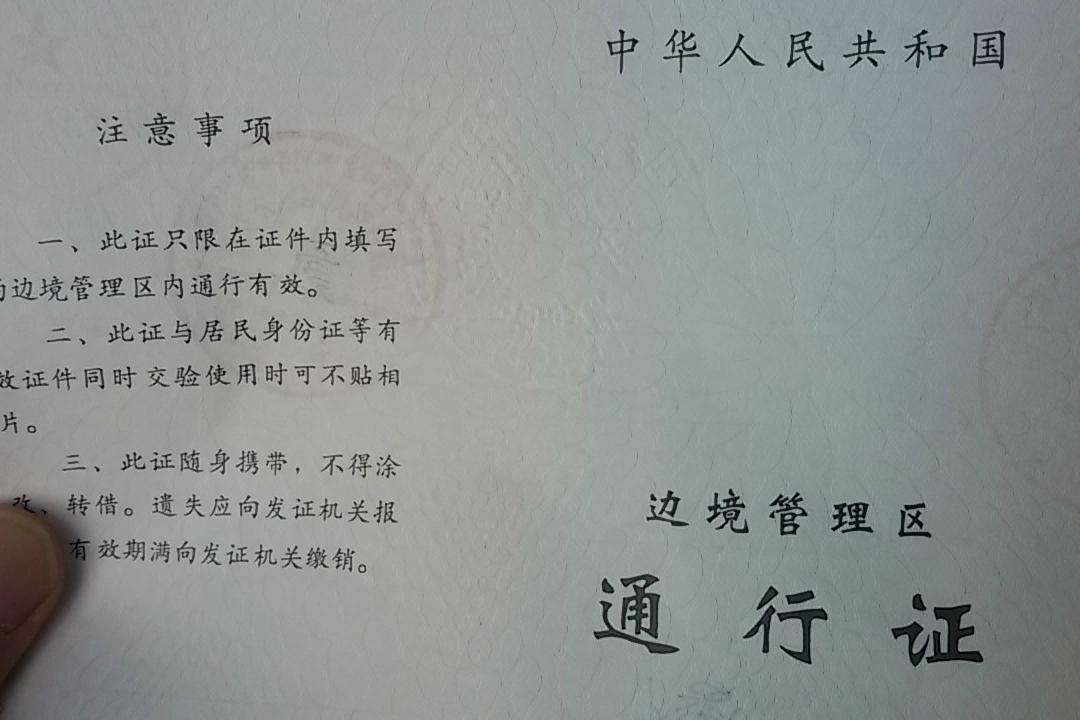 注意事项
一、此证只限在证件内填写
的边境管理区内通行有效。
二、此证与居民身份证等有
效证件同时交验使用时可不贴相
片。
三、此证随身携带，不得涂
改、转借。遗失应向发证机关报
有效期满向发证机关缴销。
中华人民共和国
边境管理区
通行证